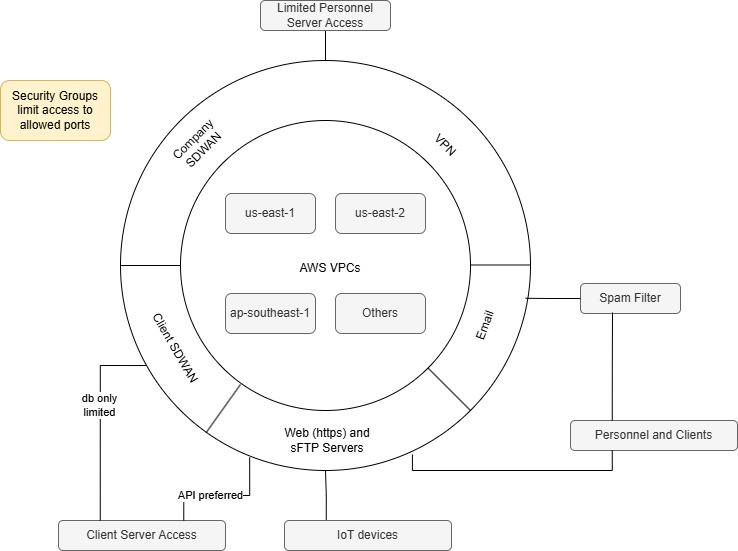 Limited Personnel
Server Access
Security Groups
limit access to
allowed ports
Company
SDWAN
VPN
us-east-1
us-east-2
AWS VPCs
ap-southeast-1
Others
Spam Filter
Email
Client SDWAN
db only
limited
Web (https) and
sFTP Servers
Personnel and Clients
API preferred
Client Server Access
IoT devices